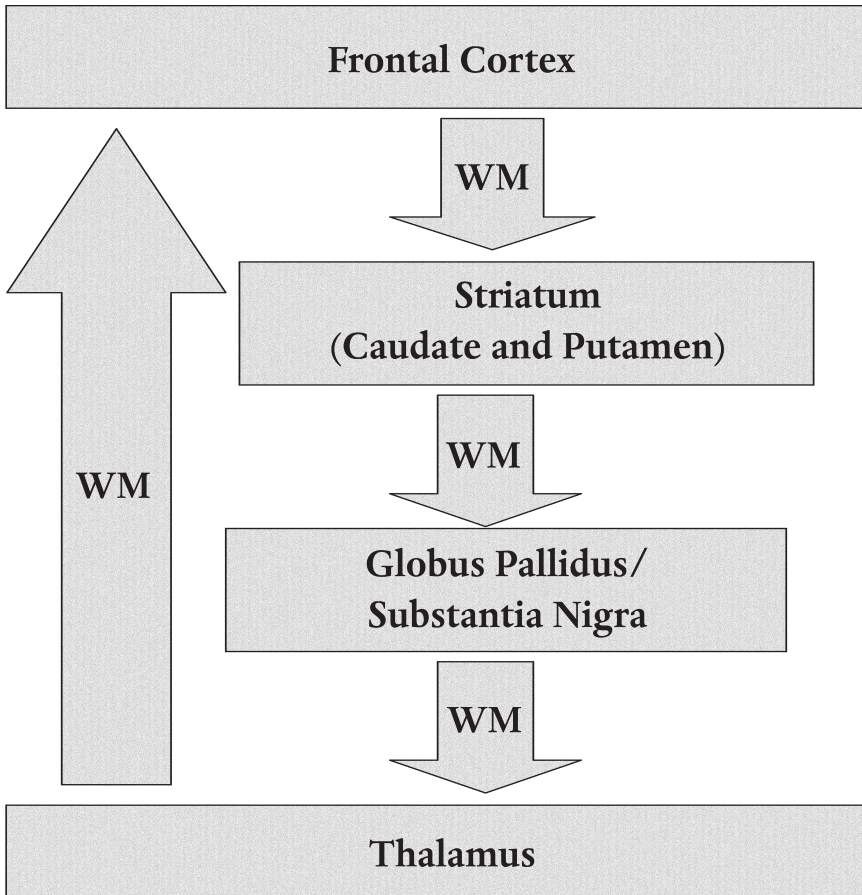 Frontal Cortex
WM
Striatum
(Caudate and Putamen)
WM
WM
Globus Pallidus/
Substantia Nigra
WM
Thalamus